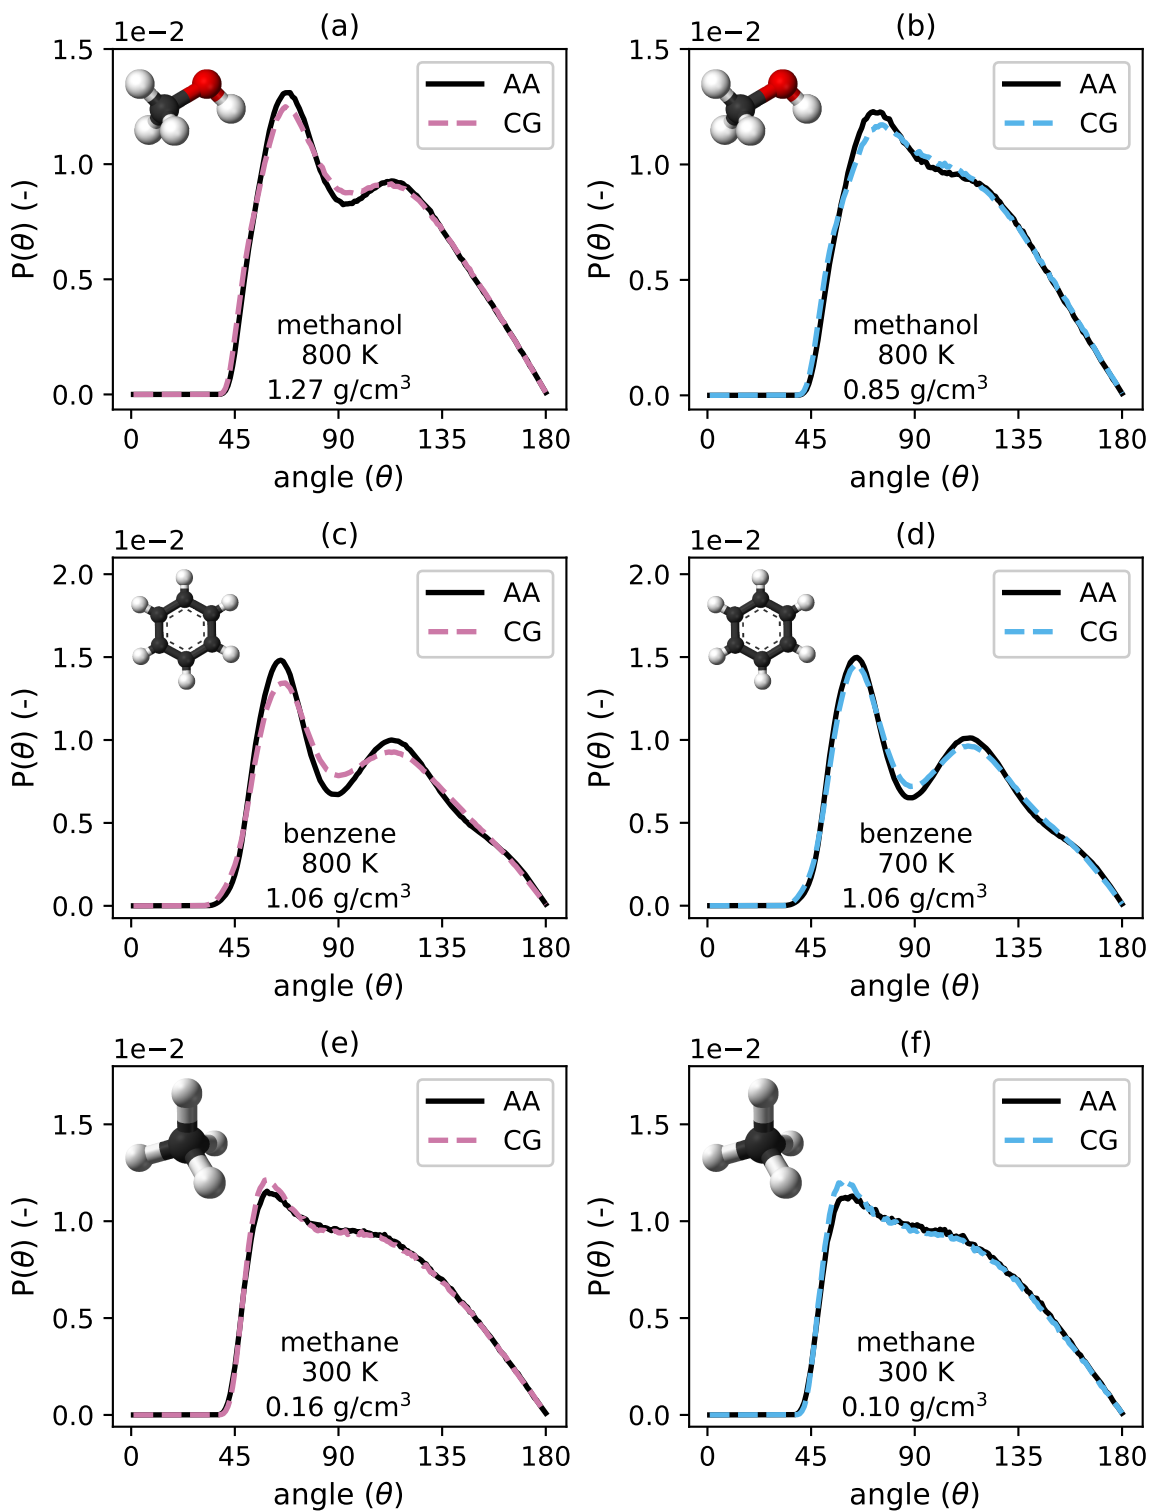 (a)
1e−2
P(θ) (-)
1.5
1.0
0.5
0.0
AA
CG
methanol
800 K
1.27 g/cm³
0 45 90 135 180
angle (θ)
(b)
1e−2
P(θ) (-)
1.5
1.0
0.5
0.0
AA
CG
methanol
800 K
0.85 g/cm³
0 45 90 135 180
angle (θ)
(c)
1e−2
P(θ) (-)
2.0
1.5
1.0
0.5
0.0
AA
CG
benzene
800 K
1.06 g/cm³
0 45 90 135 180
angle (θ)
(d)
1e−2
P(θ) (-)
2.0
1.5
1.0
0.5
0.0
AA
CG
benzene
700 K
1.06 g/cm³
0 45 90 135 180
angle (θ)
(e)
1e−2
P(θ) (-)
1.5
1.0
0.5
0.0
AA
CG
methane
300 K
0.16 g/cm³
0 45 90 135 180
angle (θ)
(f)
1e−2
P(θ) (-)
1.5
1.0
0.5
0.0
AA
CG
methane
300 K
0.10 g/cm³
0 45 90 135 180
angle (θ)